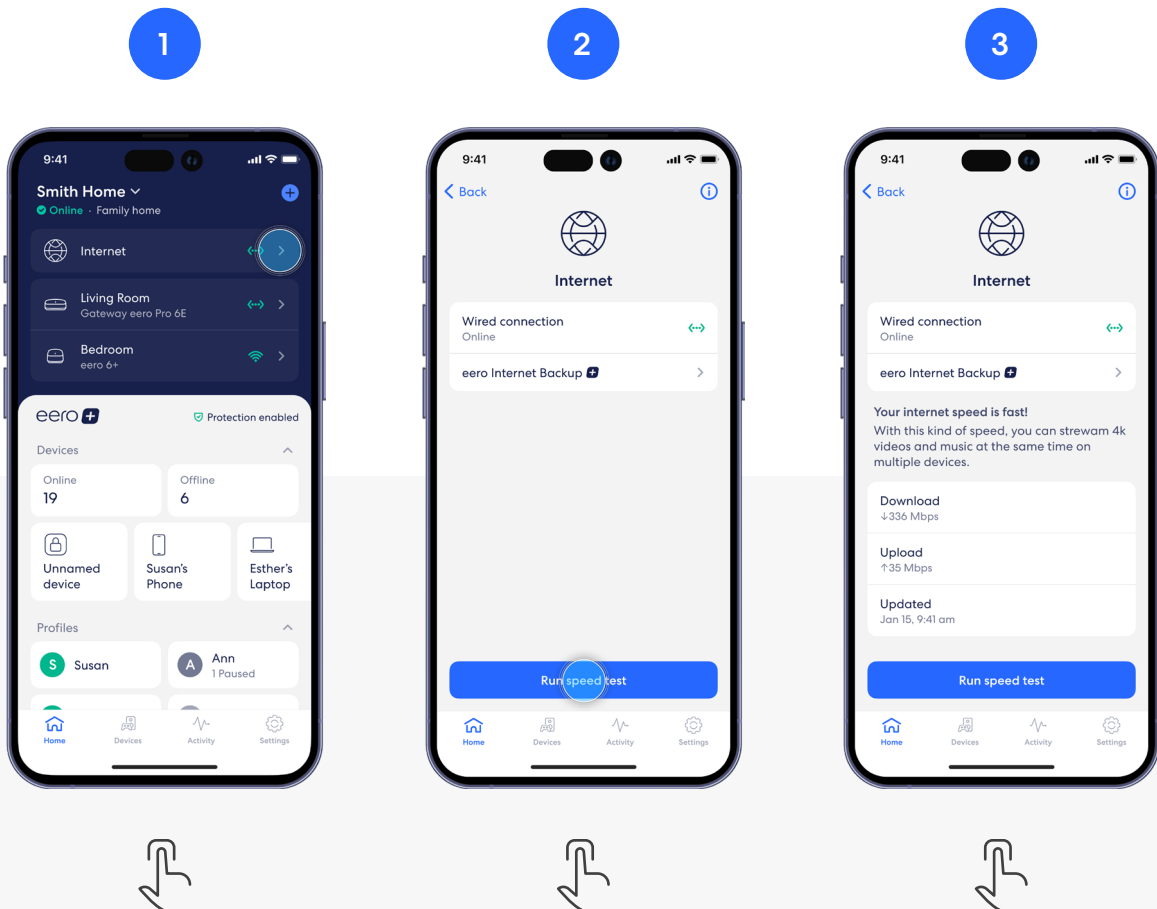 1
9:41
Smith Home
Online · Family home
Internet
Living Room
Gateway eero Pro 6E
Bedroom
eero 6+
eero +
Protection enabled
Devices
Online
19
Offline
6
Unnamed
device
Susan's
Phone
Esther's
Laptop
Profiles
S Susan
A Ann
1 Paused
Home
Devices
Activity
Settings
2
9:41
Back
Internet
Wired connection
Online
eero Internet Backup +
Run speed test
Home
Devices
Activity
Settings
3
9:41
Back
Internet
Wired connection
Online
eero Internet Backup +
Your internet speed is fast!
With this kind of speed, you can strewam 4k
videos and music at the same time on
multiple devices.
Download
↓336 Mbps
Upload
↑35 Mbps
Updated
Jan 15, 9:41 am
Run speed test
Home
Devices
Activity
Settings